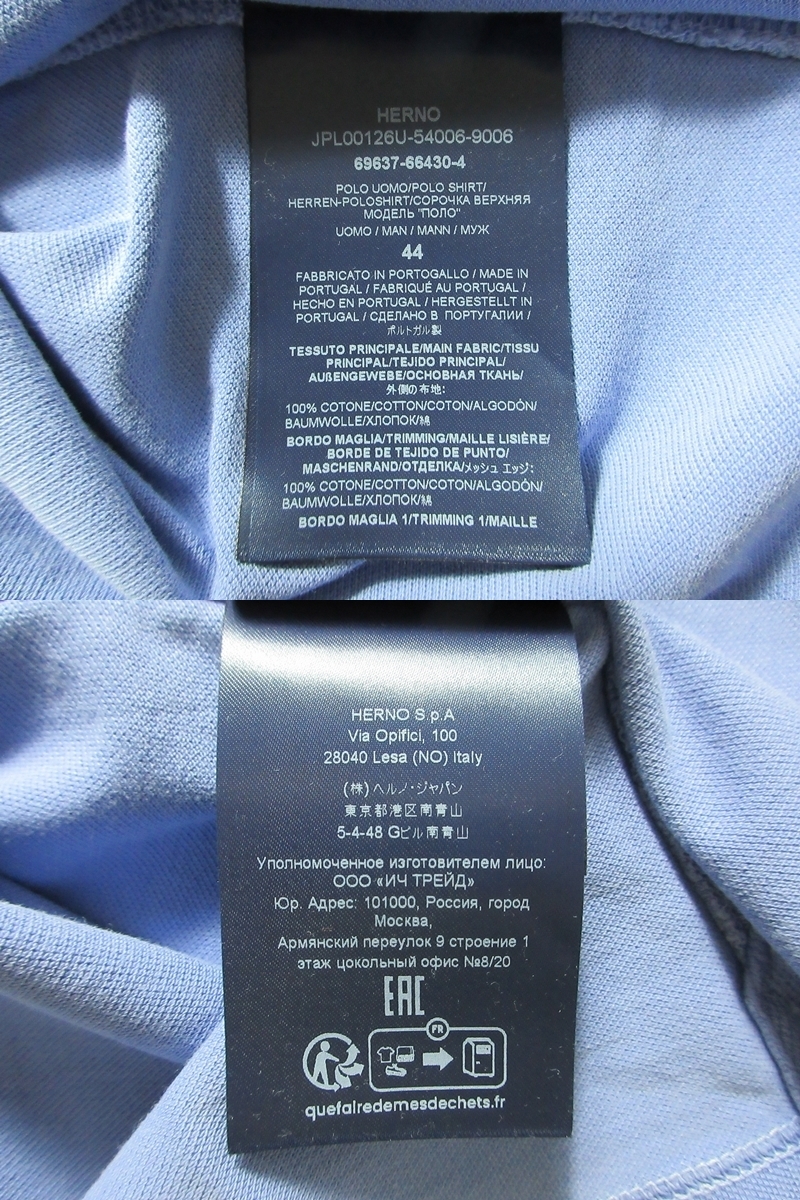 HERNO
JPL00126U-54006-9006
69637-66430-4
POLO UOMO/POLO SHIRT/
HERREN-POLOSHIRT/СОРОЧКА ВЕРХНЯЯ
МОДЕЛЬ "ПОЛО"
UOMO / MAN / MANN / МУЖ
44
FABBRICATO IN PORTOGALLO / MADE IN
PORTUGAL / FABRIQUÉ AU PORTUGAL /
HECHO EN PORTUGAL / HERGESTELLT IN
PORTUGAL / СДЕЛАНО В ПОРТУГАЛИИ /
ポルトガル製
TESSUTO PRINCIPALE/MAIN FABRIC/TISSU
PRINCIPAL/TEJIDO PRINCIPAL/
AUßENGEWEBE/ОСНОВНАЯ ТКАНЬ/
外側の布地:
100% COTONE/COTTON/COTON/ALGODÓN/
BAUMWOLLE/ХЛОПОК/綿
BORDO MAGLIA/TRIMMING/MAILLE LISIÈRE/
BORDE DE TEJIDO DE PUNTO/
MASCHENRAND/ОТДЕЛКА/メッシュ エッジ:
100% COTONE/COTTON/COTON/ALGODÓN/
BAUMWOLLE/ХЛОПОК/綿
BORDO MAGLIA 1/TRIMMING 1/MAILLE
HERNO S.p.A
Via Opifici, 100
28040 Lesa (NO) Italy
(株)ヘルノ・ジャパン
東京都港区南青山
5-4-48 Gビル南青山
Уполномоченное изготовителем лицо:
ООО «ИЧ ТРЕЙД»
Юр. Адрес: 101000, Россия, город
Москва,
Армянский переулок 9 строение 1
этаж цокольный офис №8/20
EAC
FR
quefairedemesdechets.fr